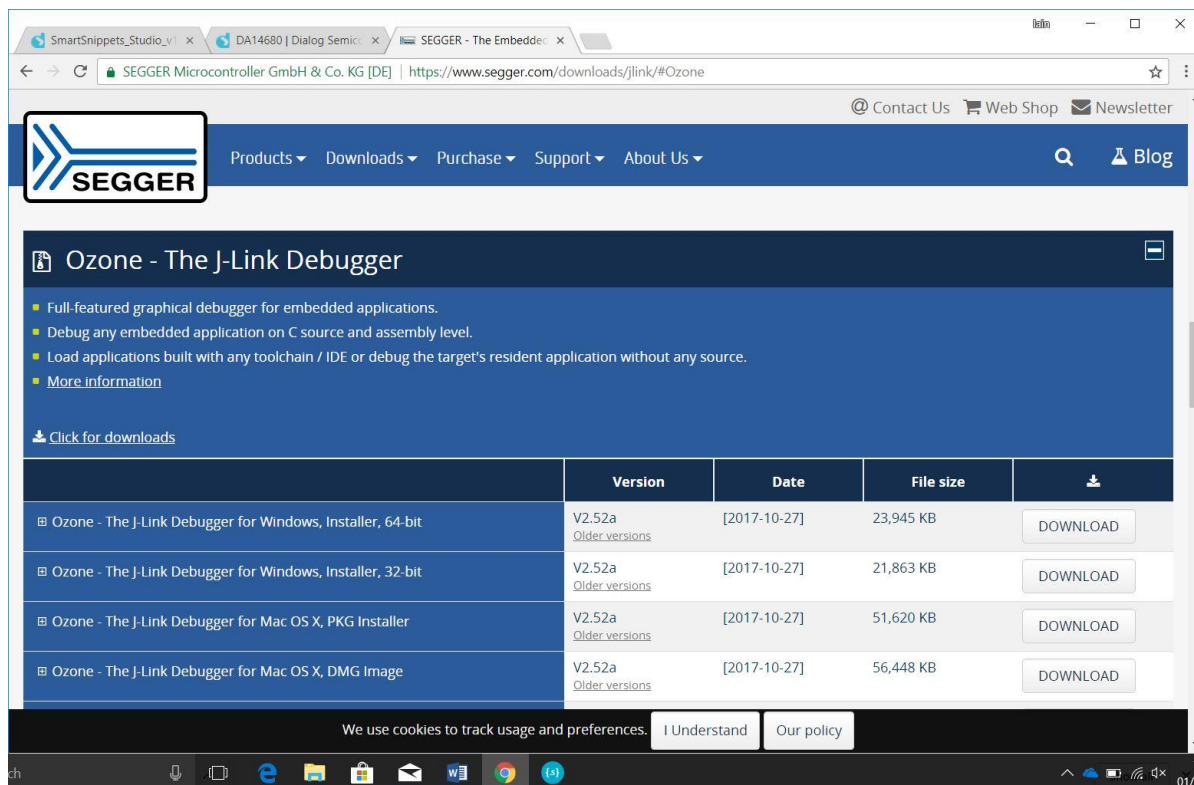 Iain
SmartSnippets_Studio_v1
DA14680 | Dialog Semico
SEGGER - The Embedded
SEGGER Microcontroller GmbH & Co. KG [DE] | https://www.segger.com/downloads/jlink/#Ozone
Contact Us Web Shop Newsletter
SEGGER
Products Downloads Purchase Support About Us Blog
Ozone - The J-Link Debugger
Full-featured graphical debugger for embedded applications.
Debug any embedded application on C source and assembly level.
Load applications built with any toolchain / IDE or debug the target's resident application without any source.
More information
Click for downloads
Version Date File size
Ozone - The J-Link Debugger for Windows, Installer, 64-bit V2.52a [2017-10-27] 23,945 KB DOWNLOAD
Older versions
Ozone - The J-Link Debugger for Windows, Installer, 32-bit V2.52a [2017-10-27] 21,863 KB DOWNLOAD
Older versions
Ozone - The J-Link Debugger for Mac OS X, PKG Installer V2.52a [2017-10-27] 51,620 KB DOWNLOAD
Older versions
Ozone - The J-Link Debugger for Mac OS X, DMG Image V2.52a [2017-10-27] 56,448 KB DOWNLOAD
Older versions
We use cookies to track usage and preferences. I Understand Our policy
ch
01/